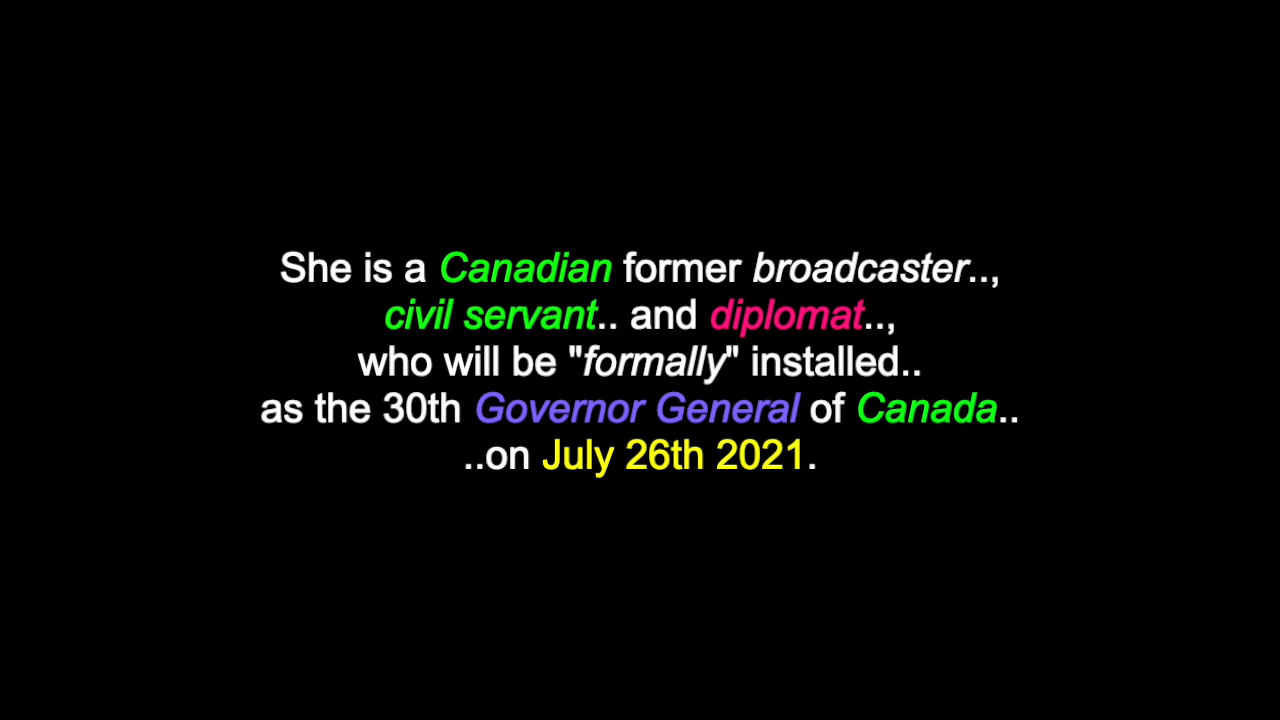 She is a Canadian former broadcaster..,
civil servant.. and diplomat..,
who will be "formally" installed..
as the 30th Governor General of Canada..
..on July 26th 2021.